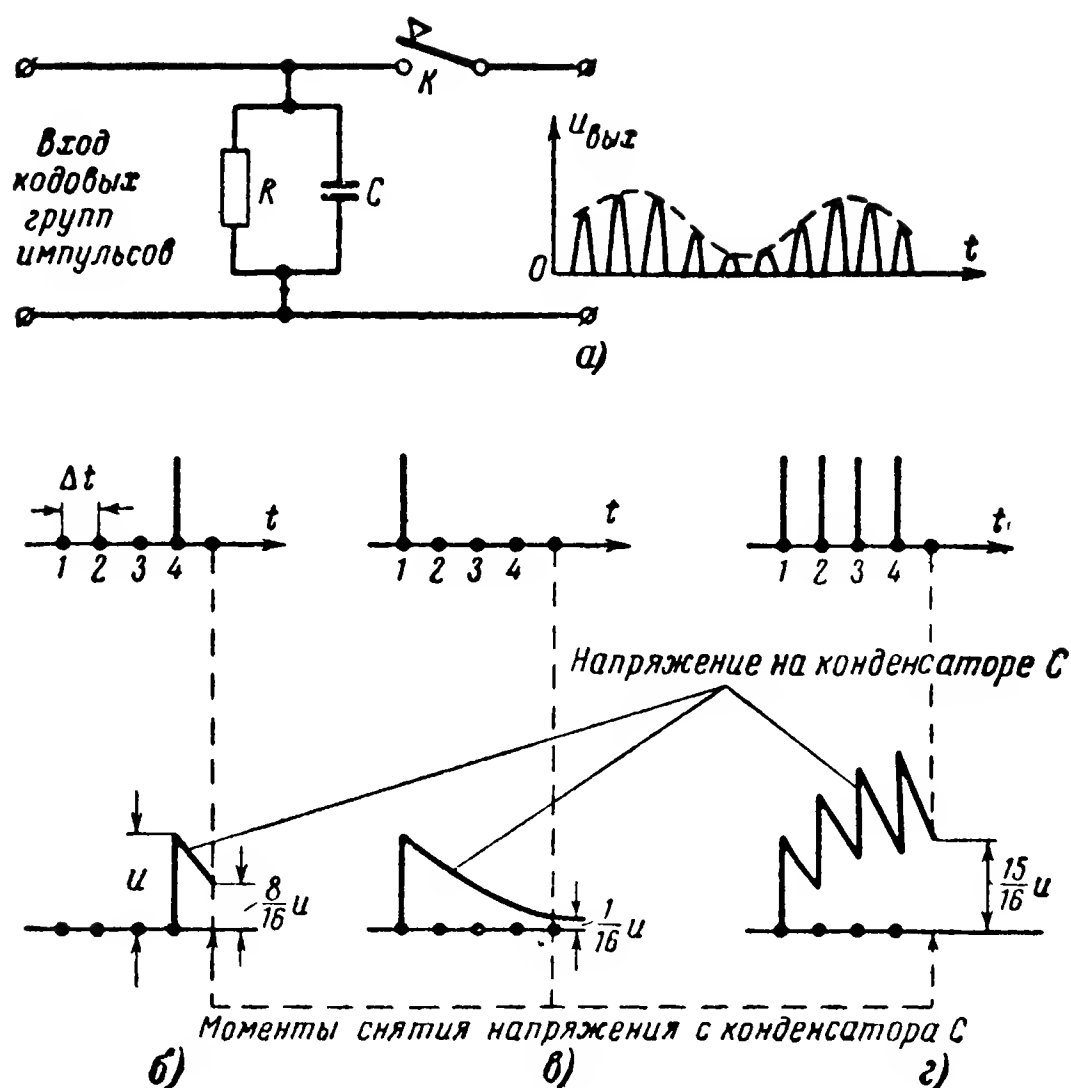 K
Вход
кодовых
групп
импульсов
R
C
u вых
0
t
а)
Δt
t
1 2 3 4
t
1 2 3 4
t
1 2 3 4
Напряжение на конденсаторе C
u
8/16 u
1/16 u
15/16 u
Моменты снятия напряжения с конденсатора C
б)
в)
г)